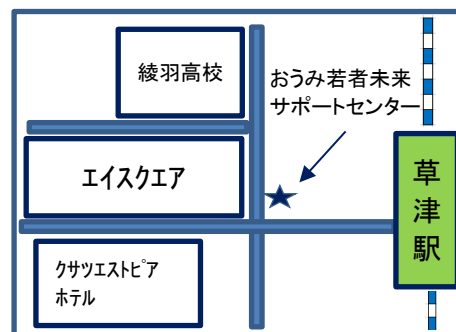 綾羽高校
おうみ若者未来
サポートセンター
エイスクエア
草津駅
クサツエストピア
ホテル